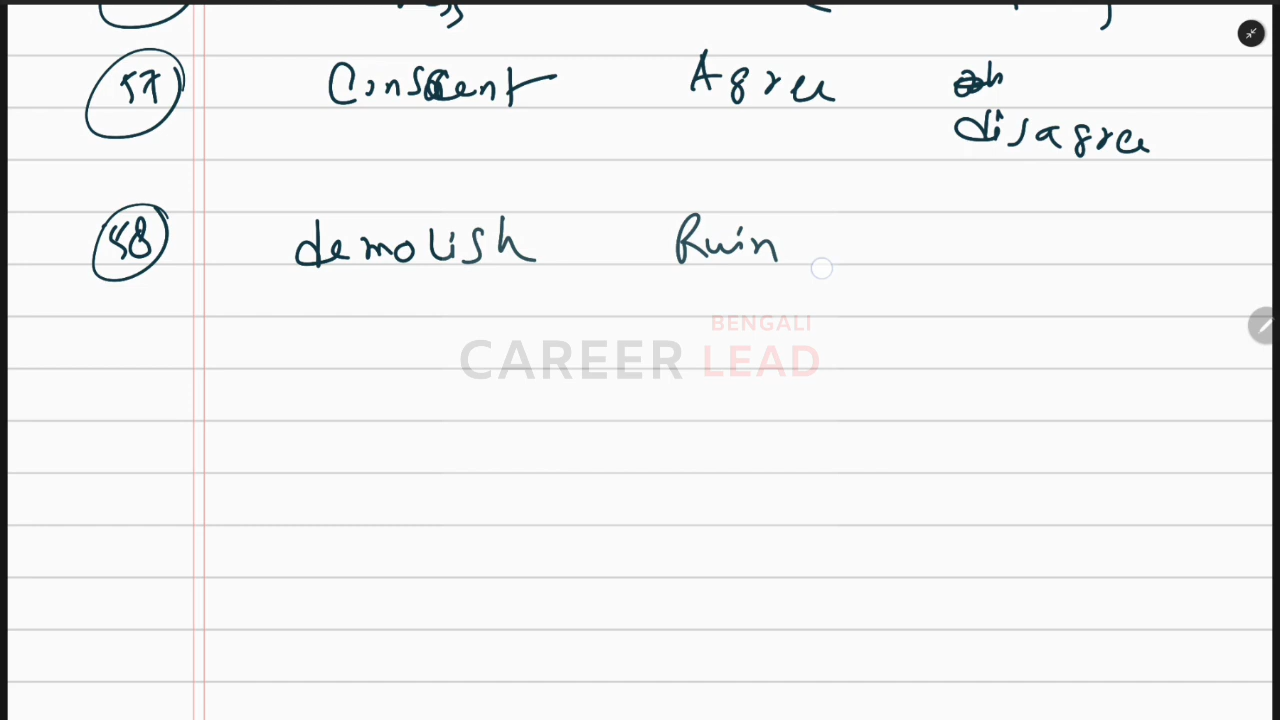 57 Consent Agree
disagree
58 demolish Ruin
BENGALI
CAREER LEAD